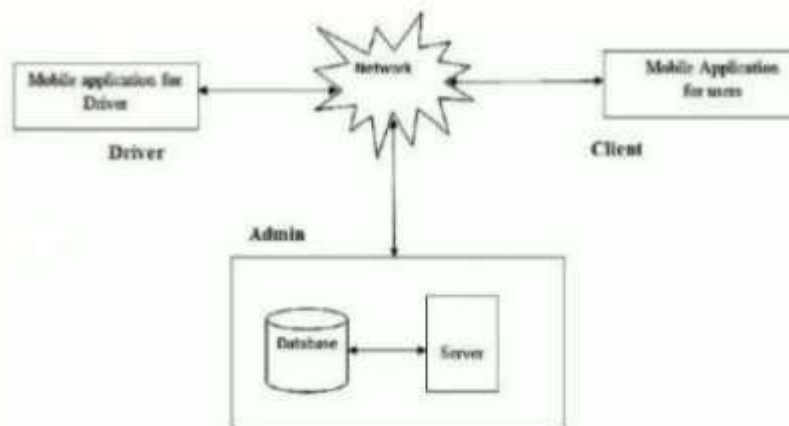 Network
Mobile application for
Driver
Mobile Application
for users
Driver
Client
Admin
Database
Server